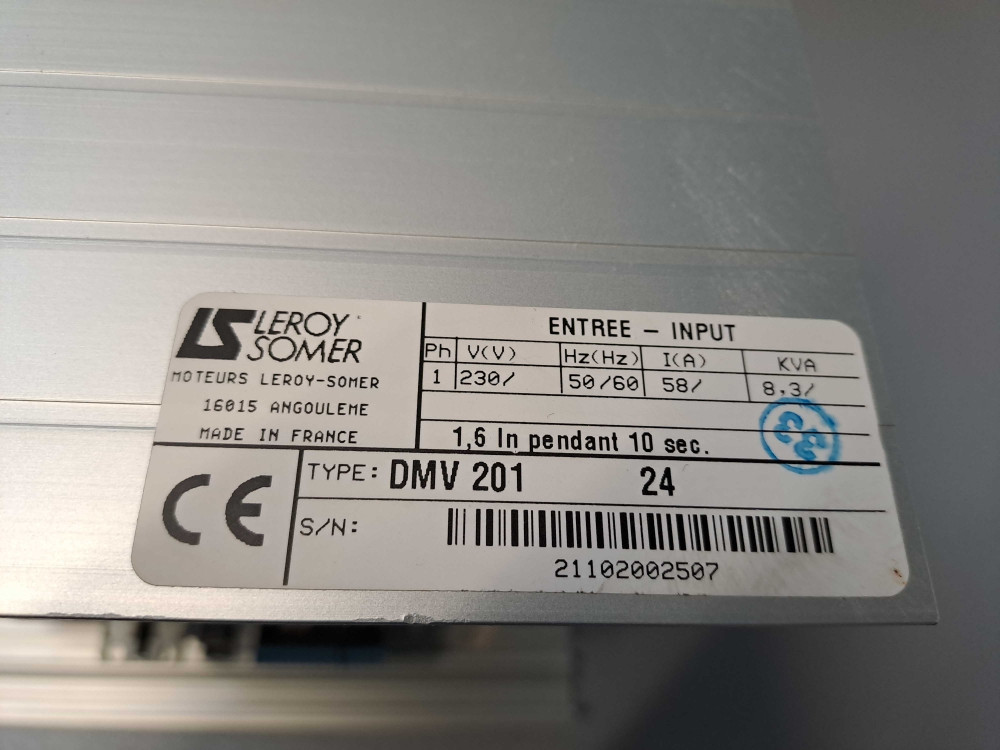 LS LEROY
SOMER
MOTEURS LEROY-SOMER
16015 ANGOULEME
MADE IN FRANCE
ENTREE - INPUT
Ph V(V) Hz(Hz) I(A) KVA
1 230/ 50/60 58/ 8,3/
1,6 In pendant 10 sec.
CE
TYPE: DMV 201 24
S/N:
21102002507